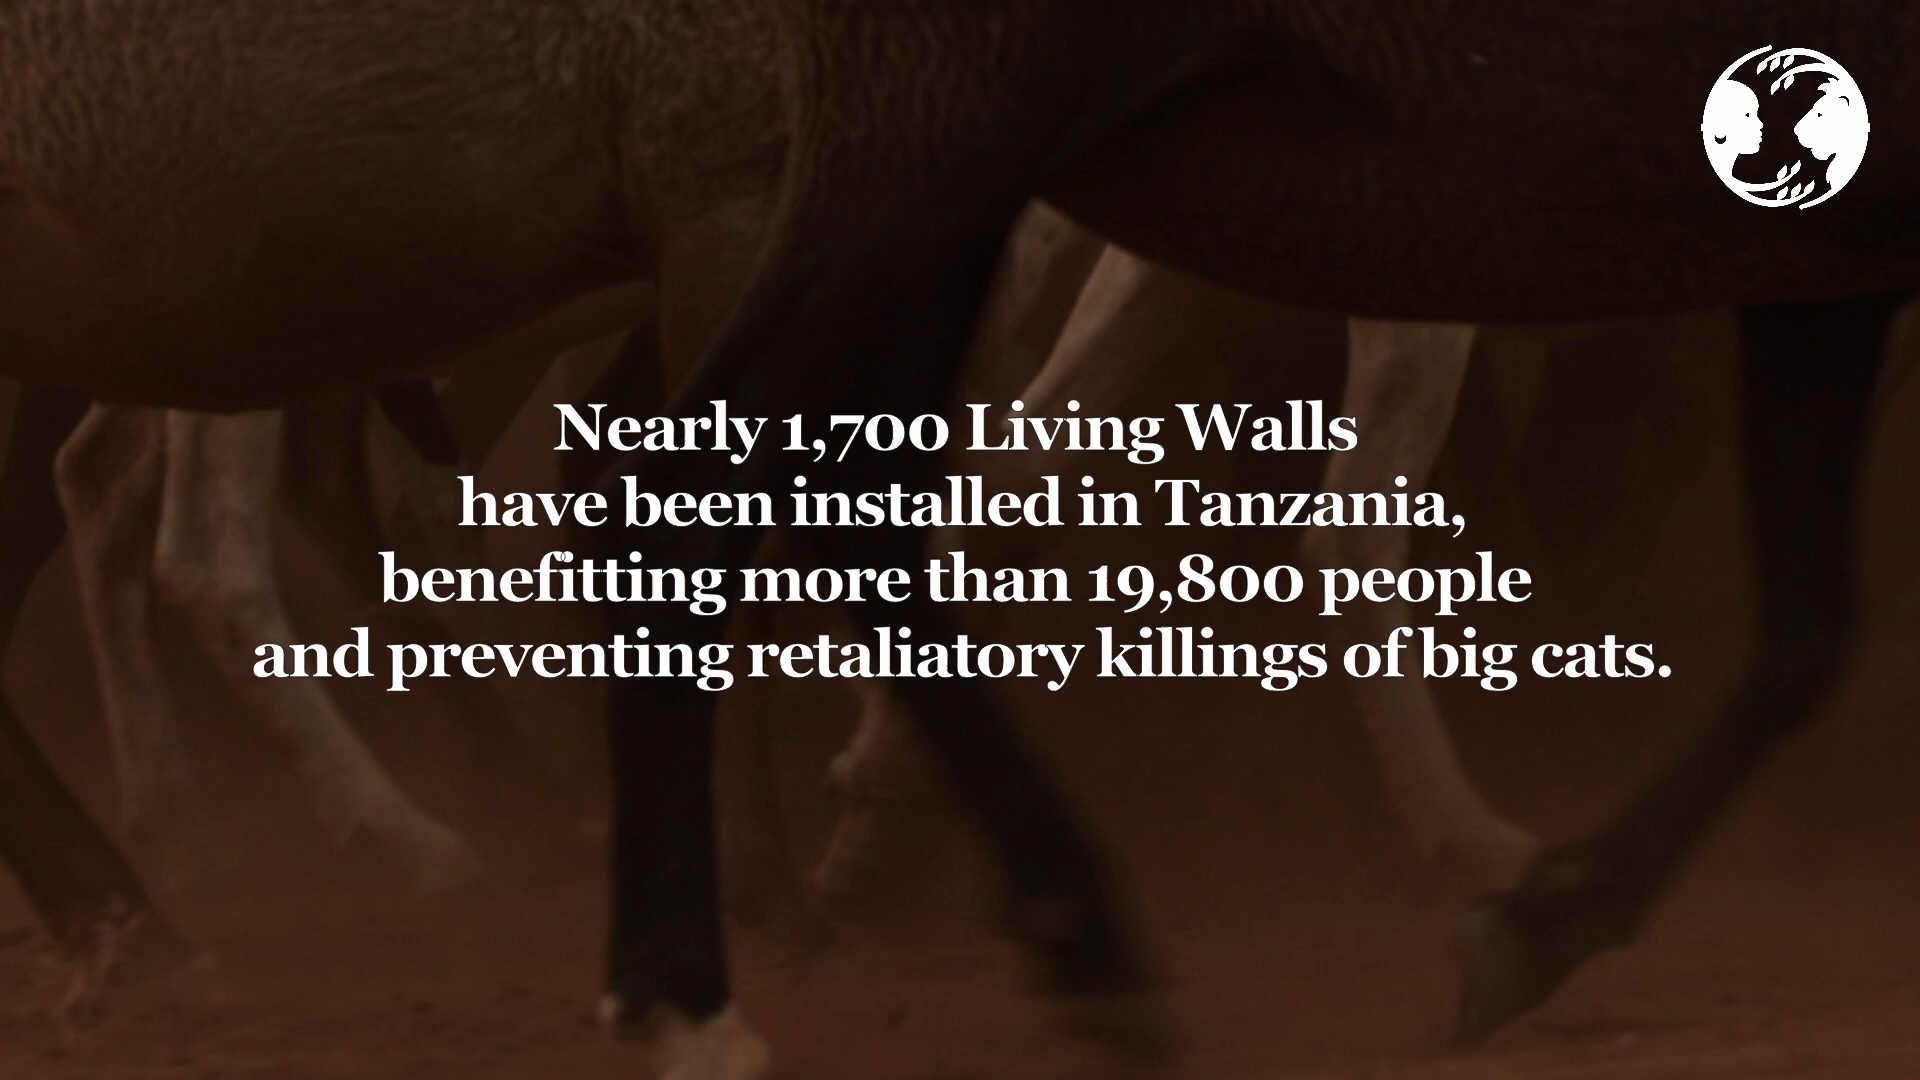 Nearly 1,700 Living Walls
have been installed in Tanzania,
benefitting more than 19,800 people
and preventing retaliatory killings of big cats.